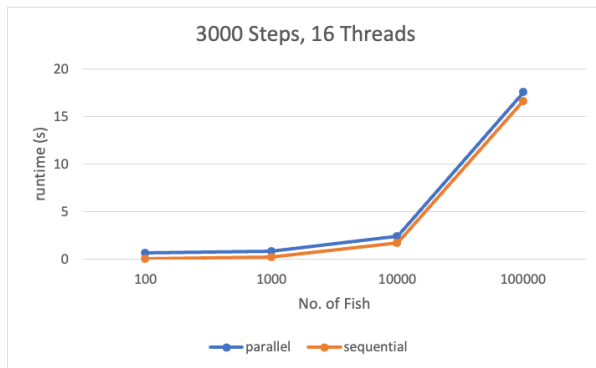 3000 Steps, 16 Threads
20
15
10
5
0
runtime (s)
100 1000 10000 100000
No. of Fish
parallel sequential